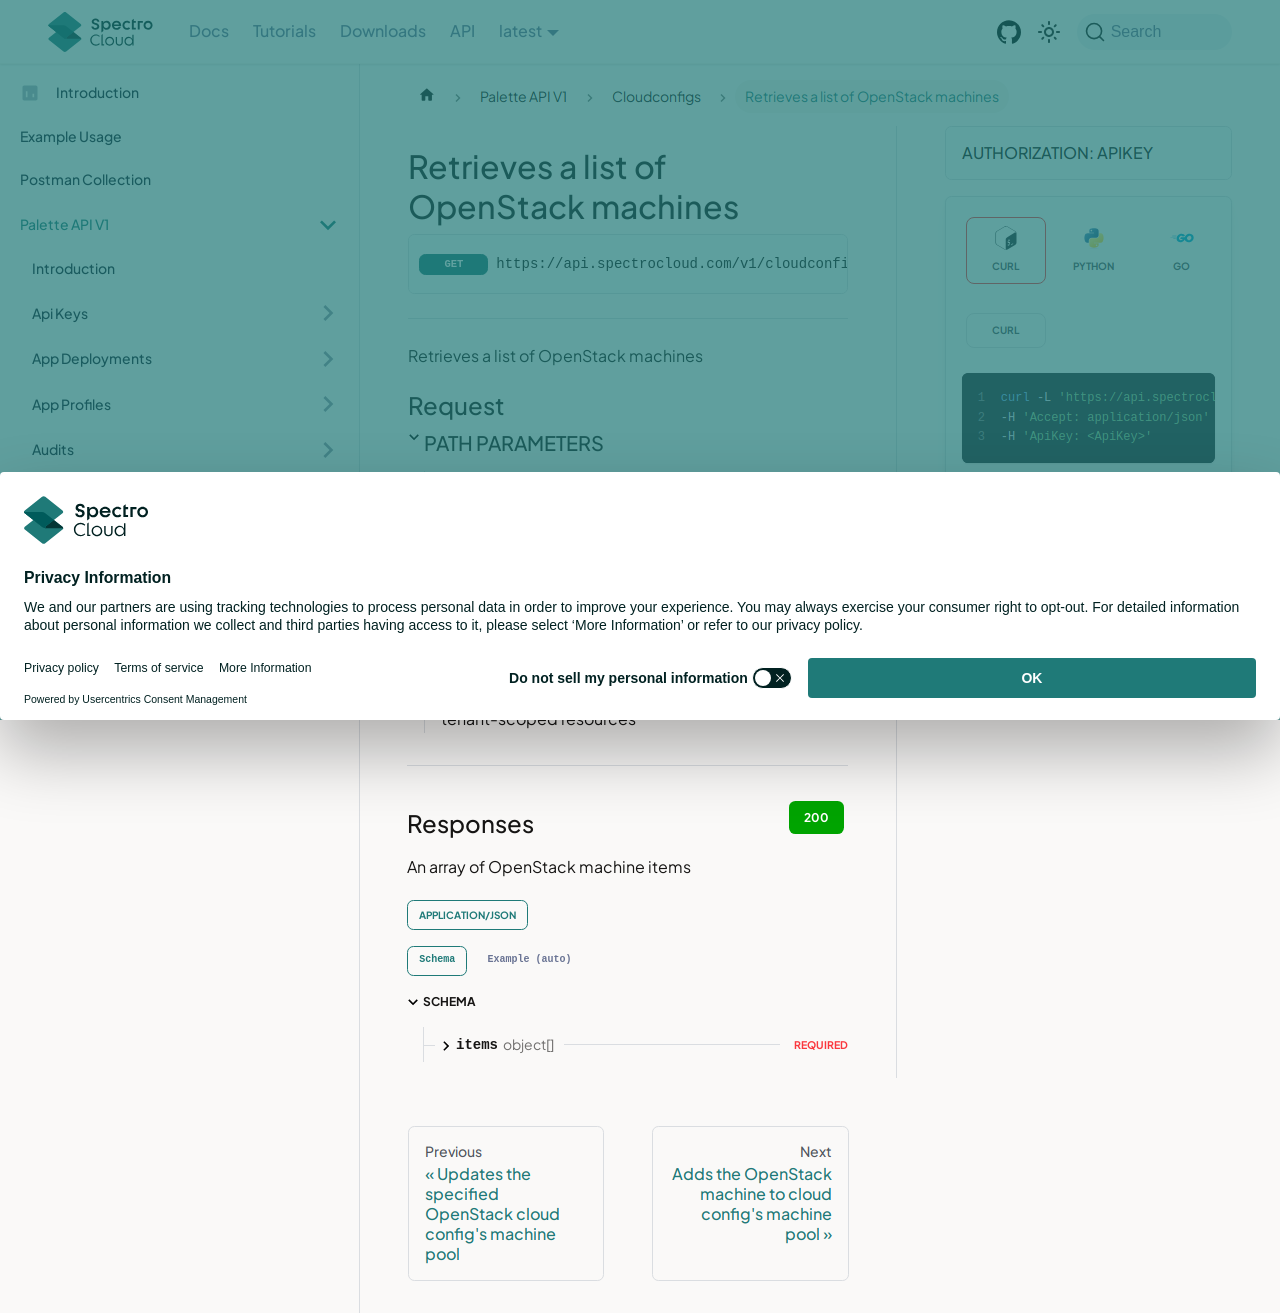 Spectro Cloud
Docs
Tutorials
Downloads
API
latest
Search
Introduction
Example Usage
Postman Collection
Palette API V1
Introduction
Api Keys
App Deployments
App Profiles
Audits
Palette API V1
Cloudconfigs
Retrieves a list of OpenStack machines
Retrieves a list of
OpenStack machines
GET
https://api.spectrocloud.com/v1/cloudconfi
Retrieves a list of OpenStack machines
Request
PATH PARAMETERS
AUTHORIZATION: APIKEY
CURL
PYTHON
GO
CURL
1 curl -L 'https://api.spectrocl
2 -H 'Accept: application/json'
3 -H 'ApiKey: <ApiKey>'
Spectro
Cloud
Privacy Information
We and our partners are using tracking technologies to process personal data in order to improve your experience. You may always exercise your consumer right to opt-out. For detailed information
about personal information we collect and third parties having access to it, please select ‘More Information’ or refer to our privacy policy.
Privacy policy
Terms of service
More Information
Do not sell my personal information
OK
Powered by Usercentrics Consent Management
tenant-scoped resources
Responses
200
An array of OpenStack machine items
APPLICATION/JSON
Schema
Example (auto)
SCHEMA
items object[]
REQUIRED
Previous
« Updates the
specified
OpenStack cloud
config's machine
pool
Next
Adds the OpenStack
machine to cloud
config's machine
pool »